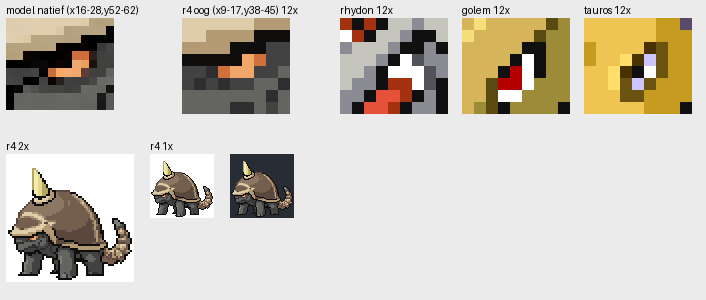 model natief (x16-28,y52-62)
r4 oog (x9-17,y38-45) 12x
rhydon 12x
golem 12x
tauros 12x
r4 2x
r4 1x